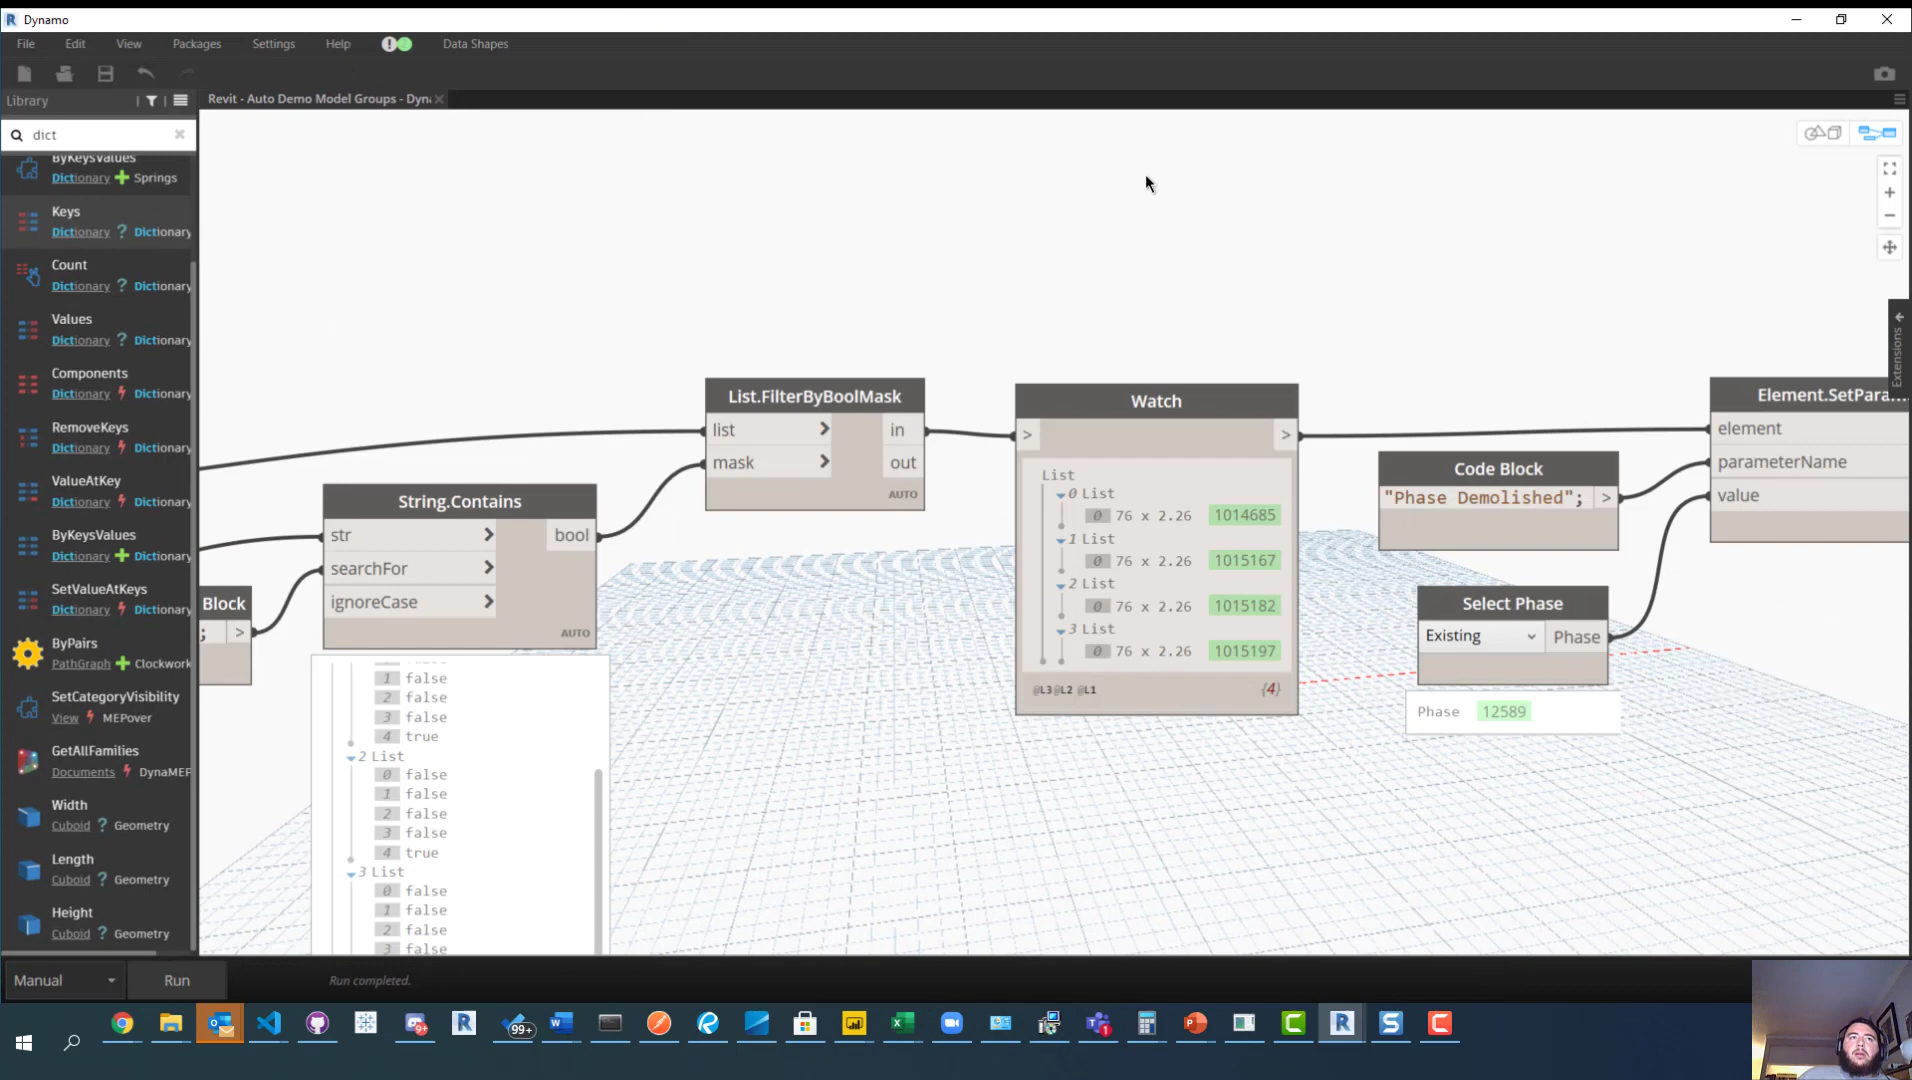 Dynamo
File Edit View Packages Settings Help Data Shapes
Library
Revit - Auto Demo Model Groups - Dyn
dict
ByKeysValues
Dictionary Springs
Keys
Dictionary ? Dictionary
Count
Dictionary ? Dictionary
Values
Dictionary ? Dictionary
Components
Dictionary Dictionary
RemoveKeys
Dictionary Dictionary
ValueAtKey
Dictionary Dictionary
ByKeysValues
Dictionary Dictionary
SetValueAtKeys
Dictionary Dictionary
ByPairs
PathGraph Clockwork
SetCategoryVisibility
View MEPover
GetAllFamilies
Documents DynaMEP
Width
Cuboid ? Geometry
Length
Cuboid ? Geometry
Height
Cuboid ? Geometry
Block
; >
String.Contains
str > bool
searchFor >
ignoreCase >
AUTO
1 false
2 false
3 false
4 true
2 List
0 false
1 false
2 false
3 false
4 true
3 List
0 false
1 false
2 false
3 false
List.FilterByBoolMask
list > in
mask > out
AUTO
Watch
> >
List
0 List
0 76 x 2.26 1014685
1 List
0 76 x 2.26 1015167
2 List
0 76 x 2.26 1015182
3 List
0 76 x 2.26 1015197
@L3 @L2 @L1 {4}
Code Block
"Phase Demolished"; >
Select Phase
Existing Phase
Phase 12589
Element.SetPara
element
parameterName
value
Extensions
Manual Run Run completed.
99+